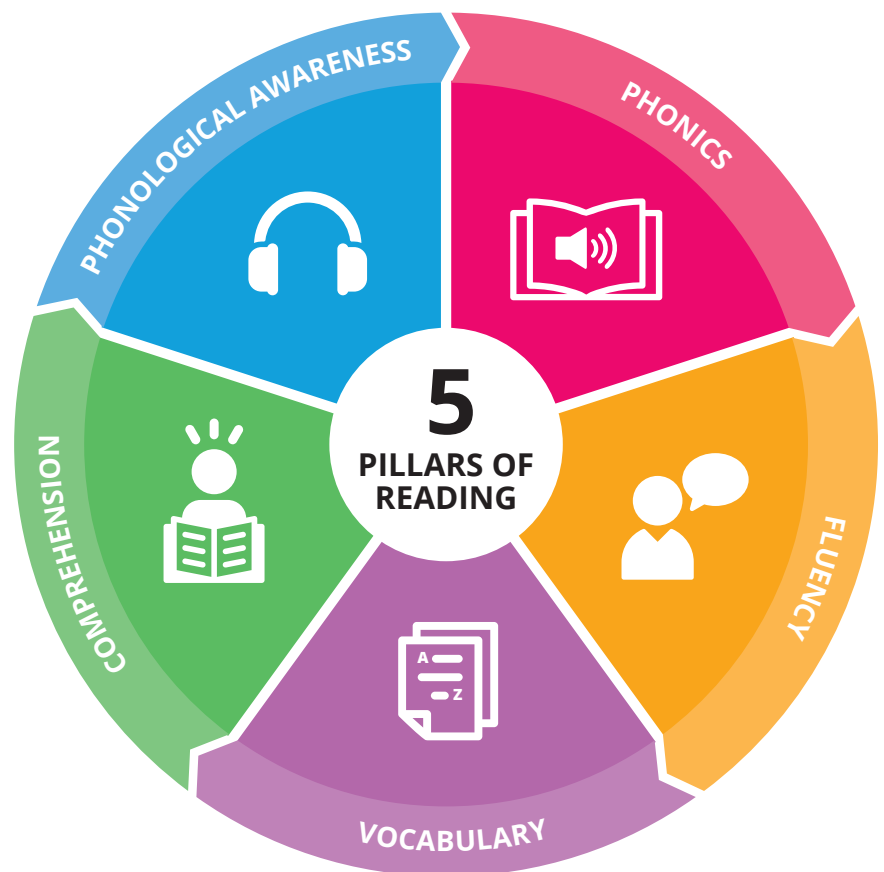 PHONOLOGICAL AWARENESS
PHONICS
FLUENCY
VOCABULARY
COMPREHENSION
5
PILLARS OF
READING
A
Z